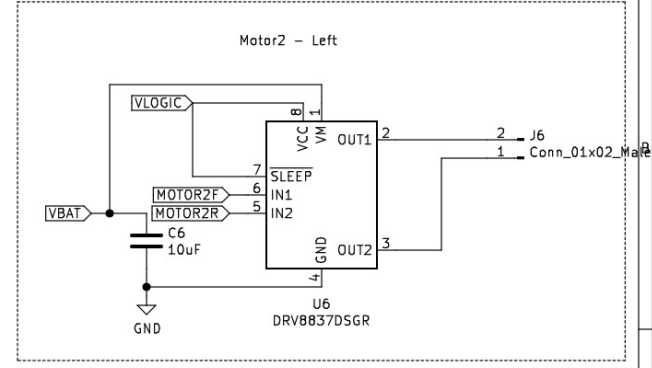 Motor2 - Left
VLOGIC
8
1
VCC
VM
OUT1
2
2
J6
1
Conn_01x02_Male
B
7
SLEEP
MOTOR2F
6
IN1
VBAT
MOTOR2R
5
IN2
C6
10uF
GND
OUT2
3
4
U6
DRV8837DSGR
GND